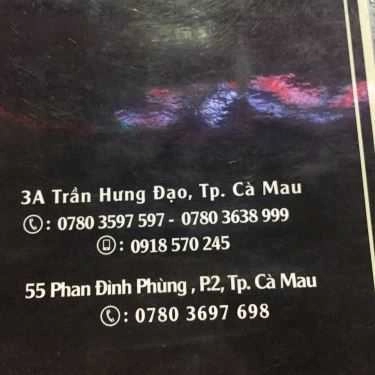 3A Trần Hưng Đạo, Tp. Cà Mau
: 0780 3597 597 - 0780 3638 999
: 0918 570 245
55 Phan Đình Phùng , P.2, Tp. Cà Mau
: 0780 3697 698